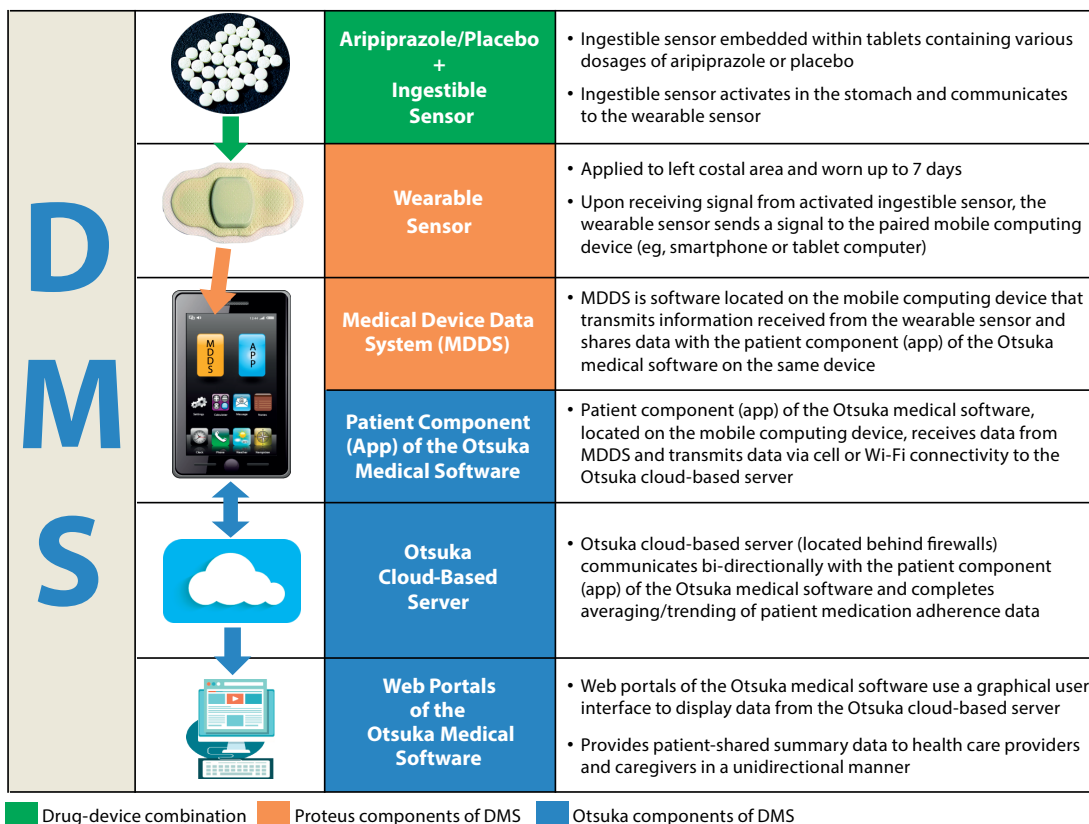 DMS
Aripiprazole/Placebo
+
Ingestible
Sensor
• Ingestible sensor embedded within tablets containing various
dosages of aripiprazole or placebo
• Ingestible sensor activates in the stomach and communicates
to the wearable sensor
Wearable
Sensor
• Applied to left costal area and worn up to 7 days
• Upon receiving signal from activated ingestible sensor, the
wearable sensor sends a signal to the paired mobile computing
device (eg, smartphone or tablet computer)
MDDS
APP
Medical Device Data
System (MDDS)
• MDDS is software located on the mobile computing device that
transmits information received from the wearable sensor and
shares data with the patient component (app) of the Otsuka
medical software on the same device
Patient Component
(App) of the Otsuka
Medical Software
• Patient component (app) of the Otsuka medical software,
located on the mobile computing device, receives data from
MDDS and transmits data via cell or Wi-Fi connectivity to the
Otsuka cloud-based server
Otsuka
Cloud-Based
Server
• Otsuka cloud-based server (located behind firewalls)
communicates bi-directionally with the patient component
(app) of the Otsuka medical software and completes
averaging/trending of patient medication adherence data
Web Portals
of the
Otsuka Medical
Software
• Web portals of the Otsuka medical software use a graphical user
interface to display data from the Otsuka cloud-based server
• Provides patient-shared summary data to health care providers
and caregivers in a unidirectional manner
Drug-device combination Proteus components of DMS Otsuka components of DMS